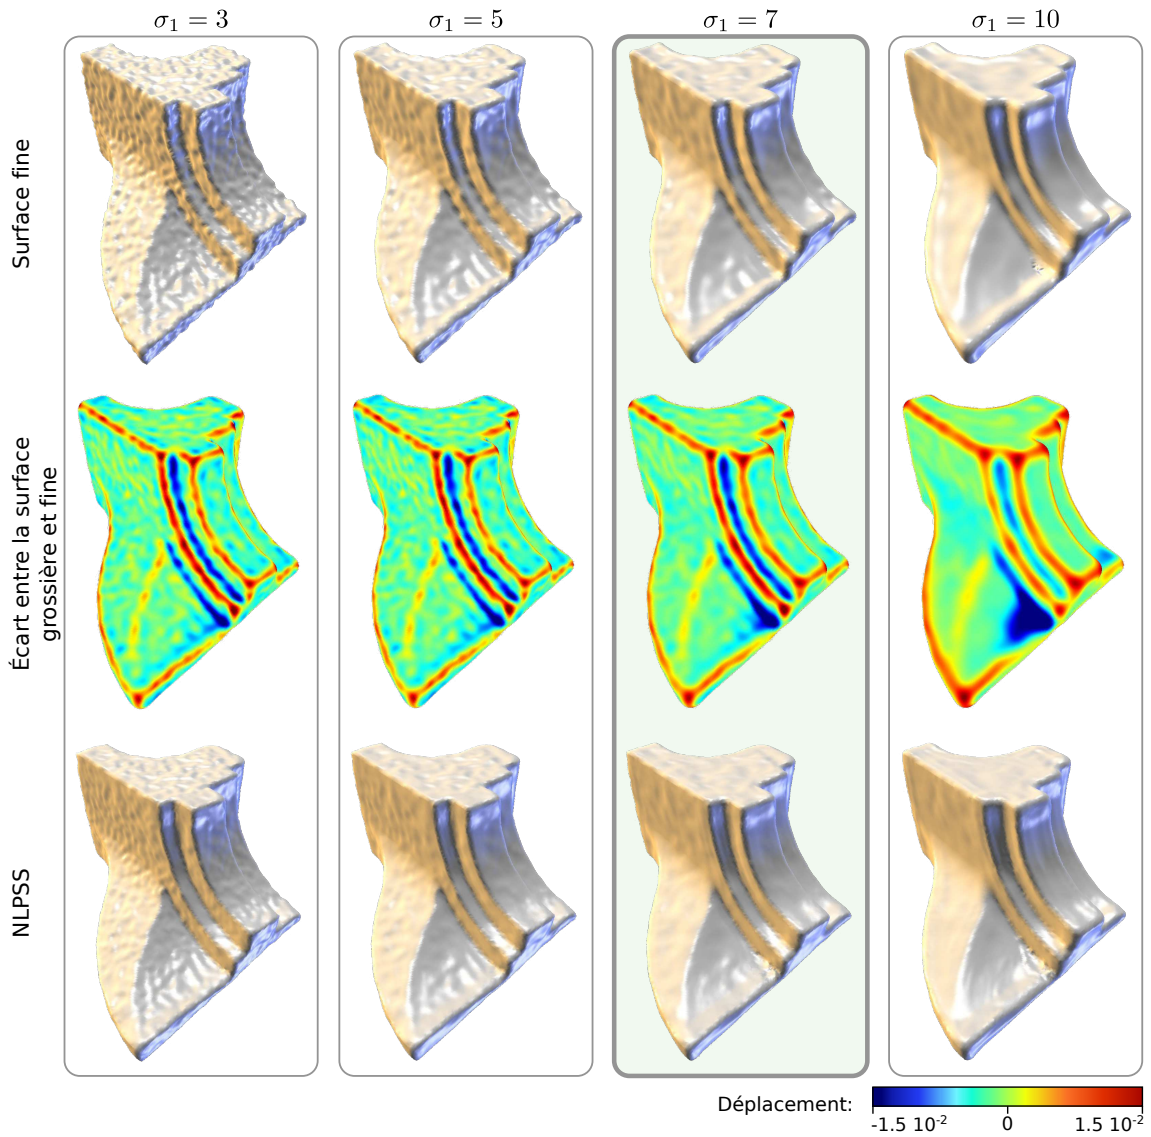 σ₁ = 3
σ₁ = 5
σ₁ = 7
σ₁ = 10
Surface fine
Écart entre la surface
grossière et fine
NLPSS
Déplacement:
-1.5 10⁻²
0
1.5 10⁻²